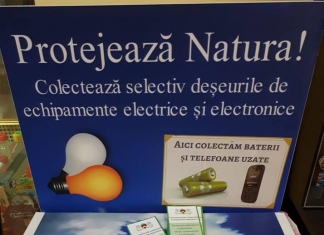 Protejează Natura!
Colectează selectiv deșeurile de
echipamente electrice și electronice
AICI COLECTĂM BATERII
ȘI TELEFOANE UZATE